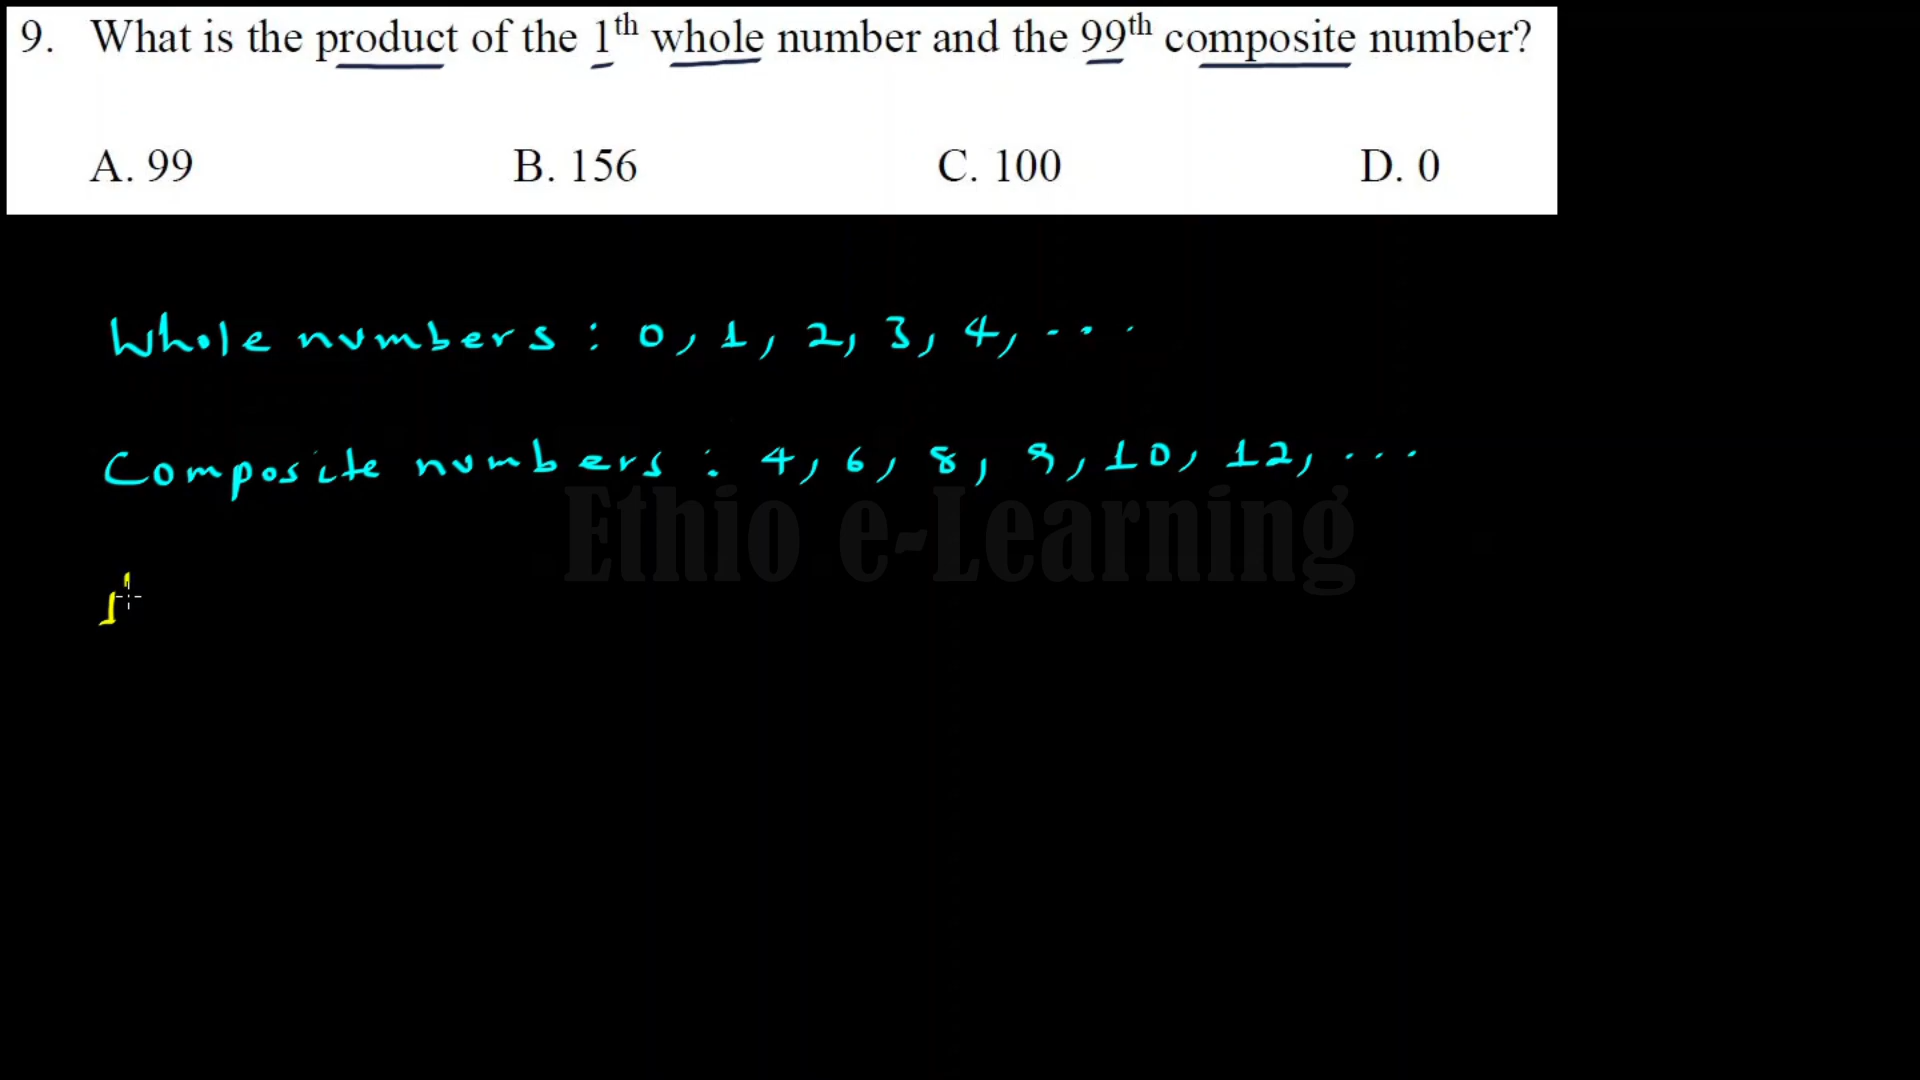 9. What is the product of the 1th whole number and the 99th composite number?
A. 99 B. 156 C. 100 D. 0
Whole numbers : 0, 1, 2, 3, 4, ...
Composite numbers : 4, 6, 8, 9, 10, 12, ...
Ethio e-Learning